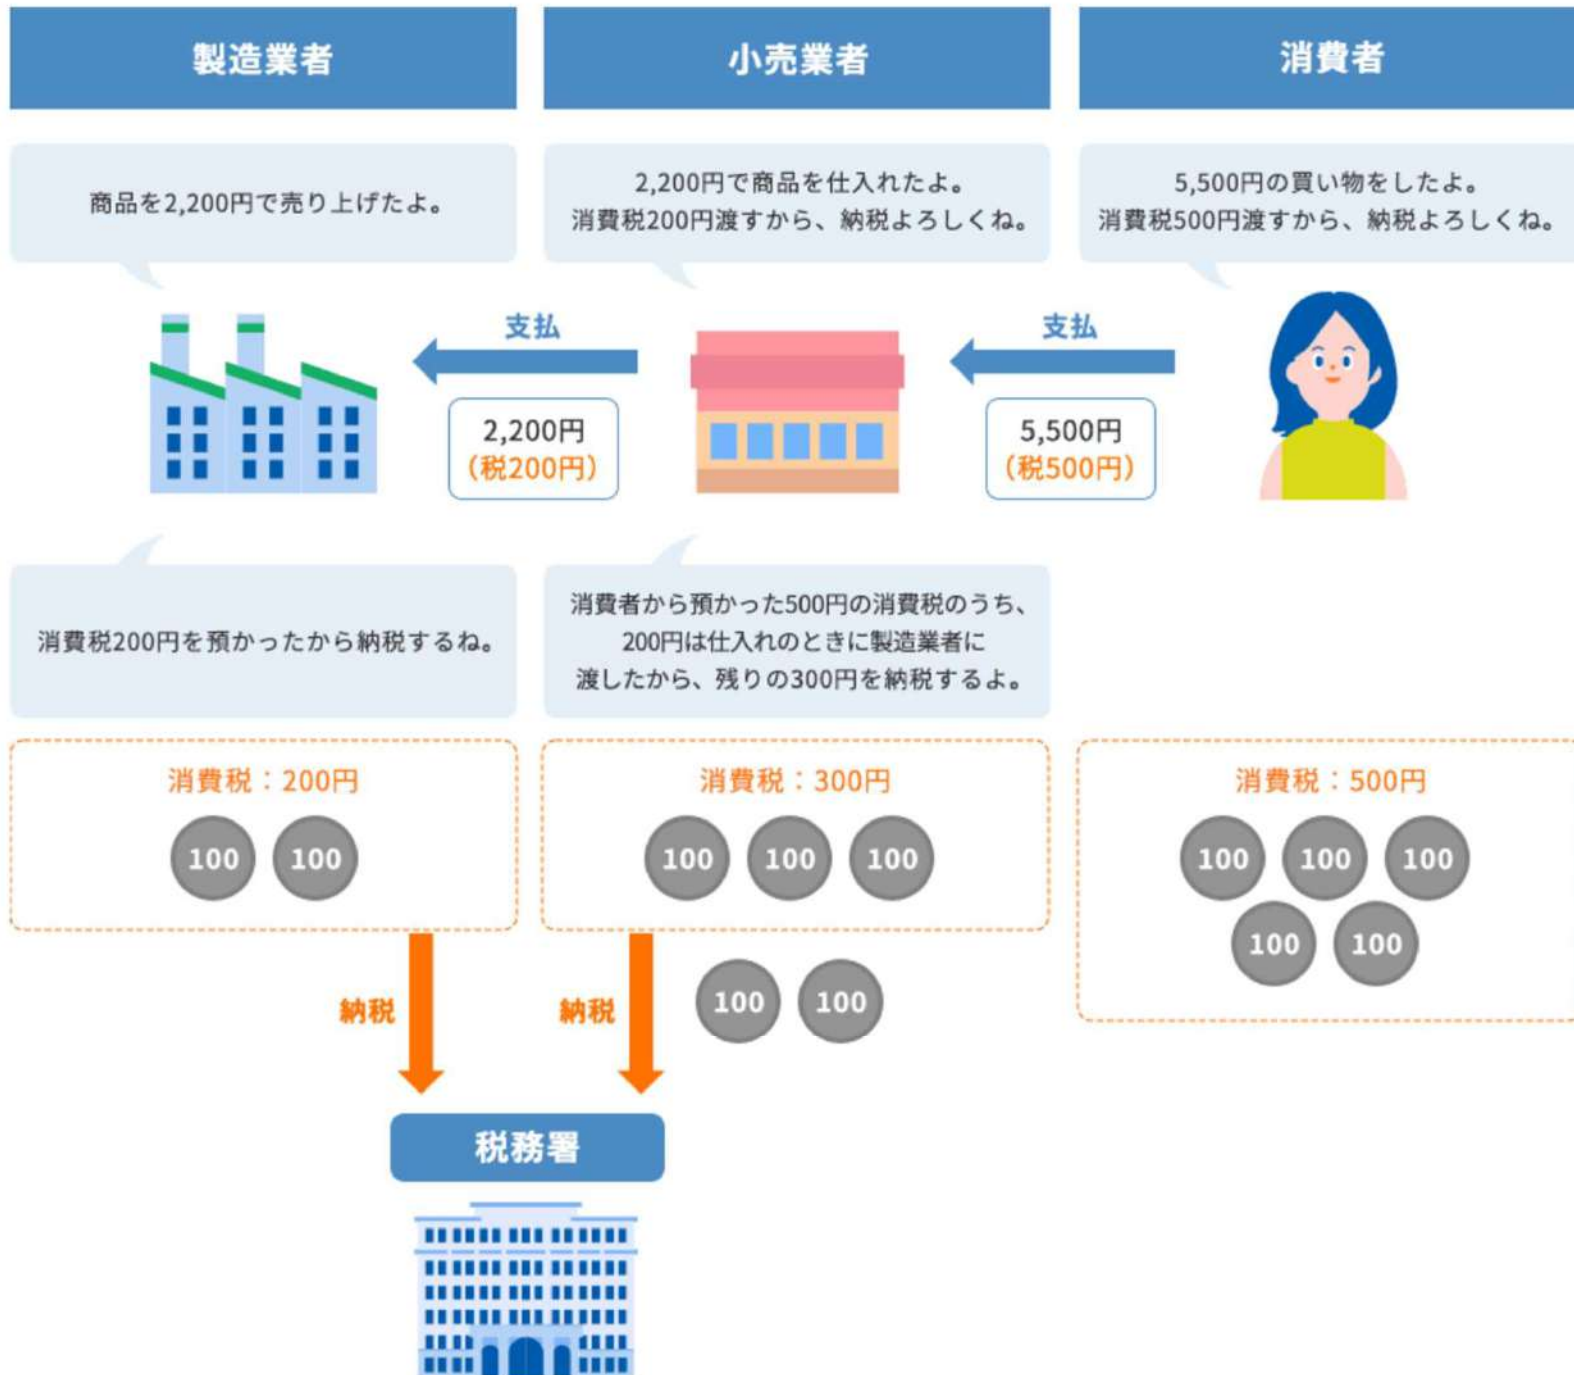 製造業者
小売業者
消費者
商品を2,200円で売り上げたよ。
2,200円で商品を仕入れたよ。
消費税200円渡すから、納税よろしくね。
5,500円の買い物をしたよ。
消費税500円渡すから、納税よろしくね。
支払
2,200円
（税200円）
支払
5,500円
（税500円）
消費税200円を預かったから納税するね。
消費者から預かった500円の消費税のうち、
200円は仕入れのときに製造業者に
渡したから、残りの300円を納税するよ。
消費税：200円
100 100
消費税：300円
100 100 100
消費税：500円
100 100 100
100 100
納税
納税
100 100
税務署